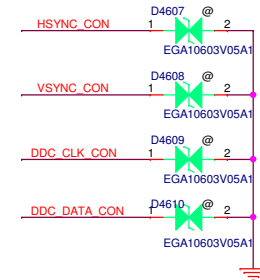 D4607 @
HSYNC_CON 1 2
EGA10603V05A1
D4608 @
VSYNC_CON 1 2
EGA10603V05A1
D4609 @
DDC_CLK_CON 1 2
EGA10603V05A1
D4610 @
DDC_DATA_CON 1 2
EGA10603V05A1